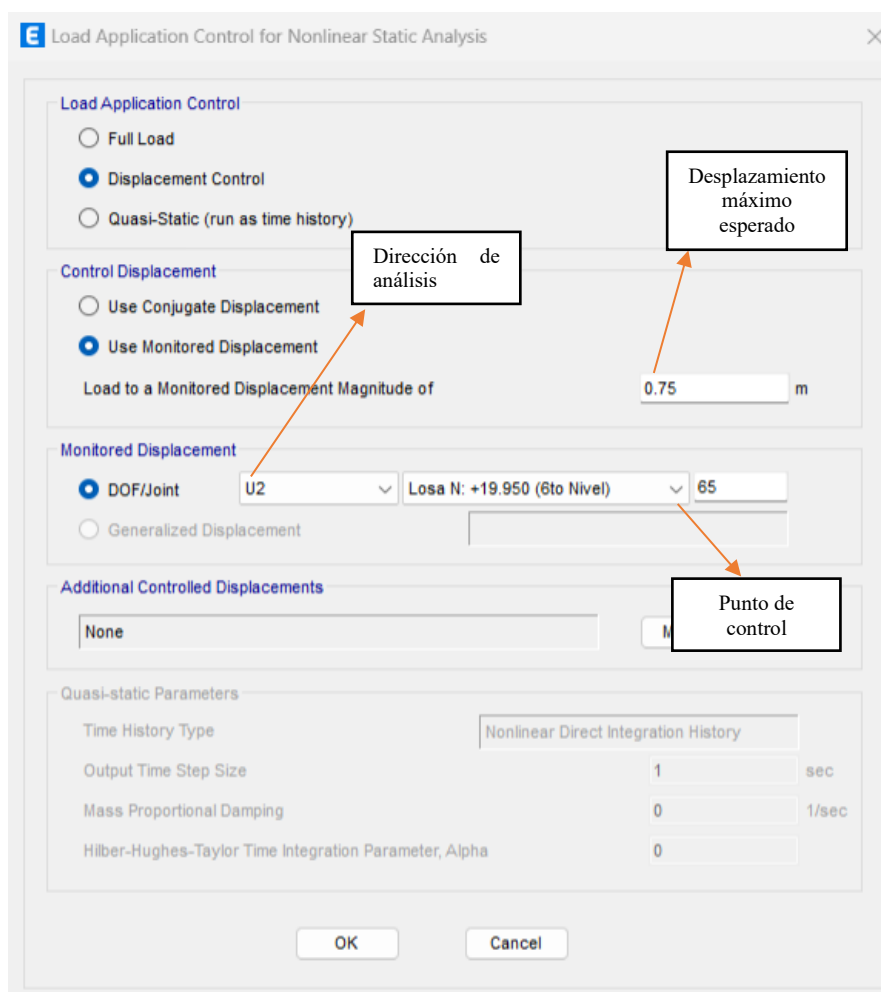 Load Application Control for Nonlinear Static Analysis
Load Application Control
Full Load
Displacement Control
Quasi-Static (run as time history)
Desplazamiento
máximo
esperado
Dirección de
análisis
Control Displacement
Use Conjugate Displacement
Use Monitored Displacement
Load to a Monitored Displacement Magnitude of 0.75 m
Monitored Displacement
DOF/Joint U2 Losa N: +19.950 (6to Nivel) 65
Generalized Displacement
Additional Controlled Displacements
None
Punto de
control
Quasi-static Parameters
Time History Type Nonlinear Direct Integration History
Output Time Step Size 1 sec
Mass Proportional Damping 0 1/sec
Hilber-Hughes-Taylor Time Integration Parameter, Alpha 0
OK Cancel